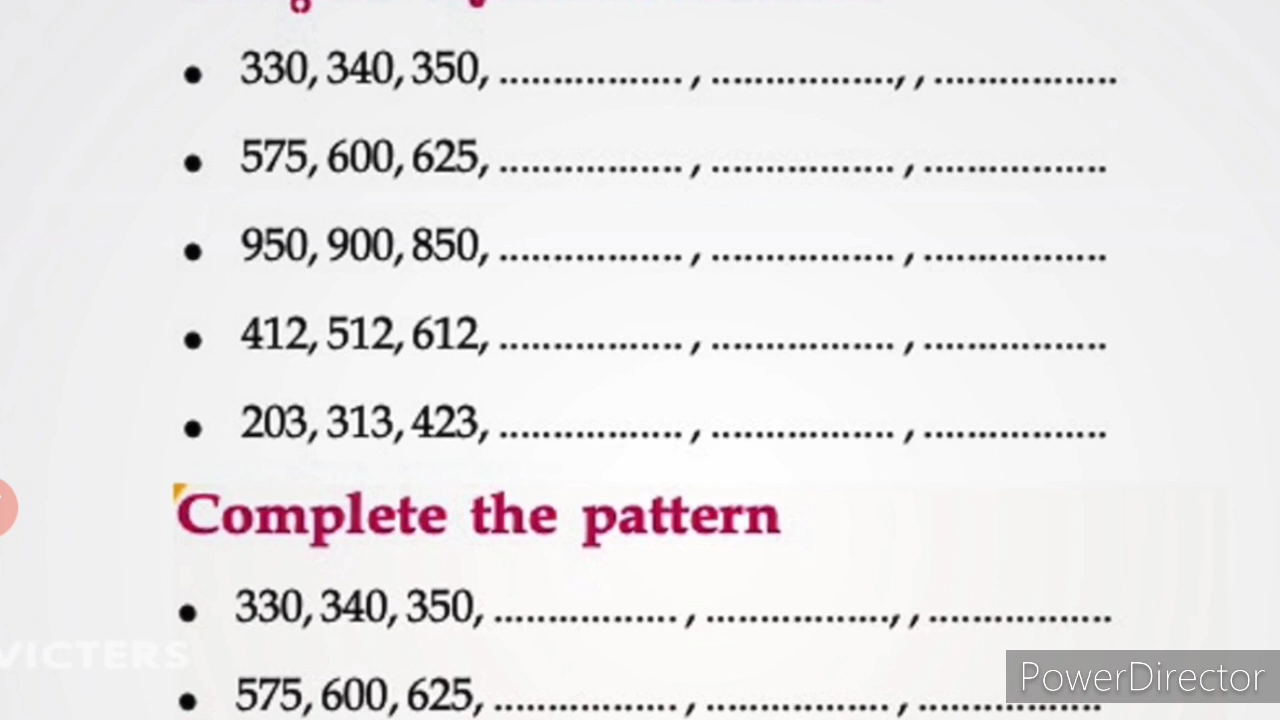 330, 340, 350, ................. , ................., , .................
575, 600, 625, ................. , ................. , .................
950, 900, 850, ................. , ................. , .................
412, 512, 612, ................. , ................. , .................
203, 313, 423, ................. , ................. , .................
Complete the pattern
330, 340, 350, ................. , ................., , .................
VICTERS
575, 600, 625, ................. , ................. , .................
PowerDirector